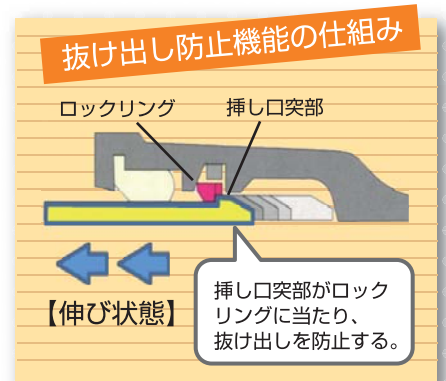 抜け出し防止機能の仕組み
ロックリング
挿し口突部
【伸び状態】
挿し口突部がロック
リングに当たり、
抜け出しを防止する。